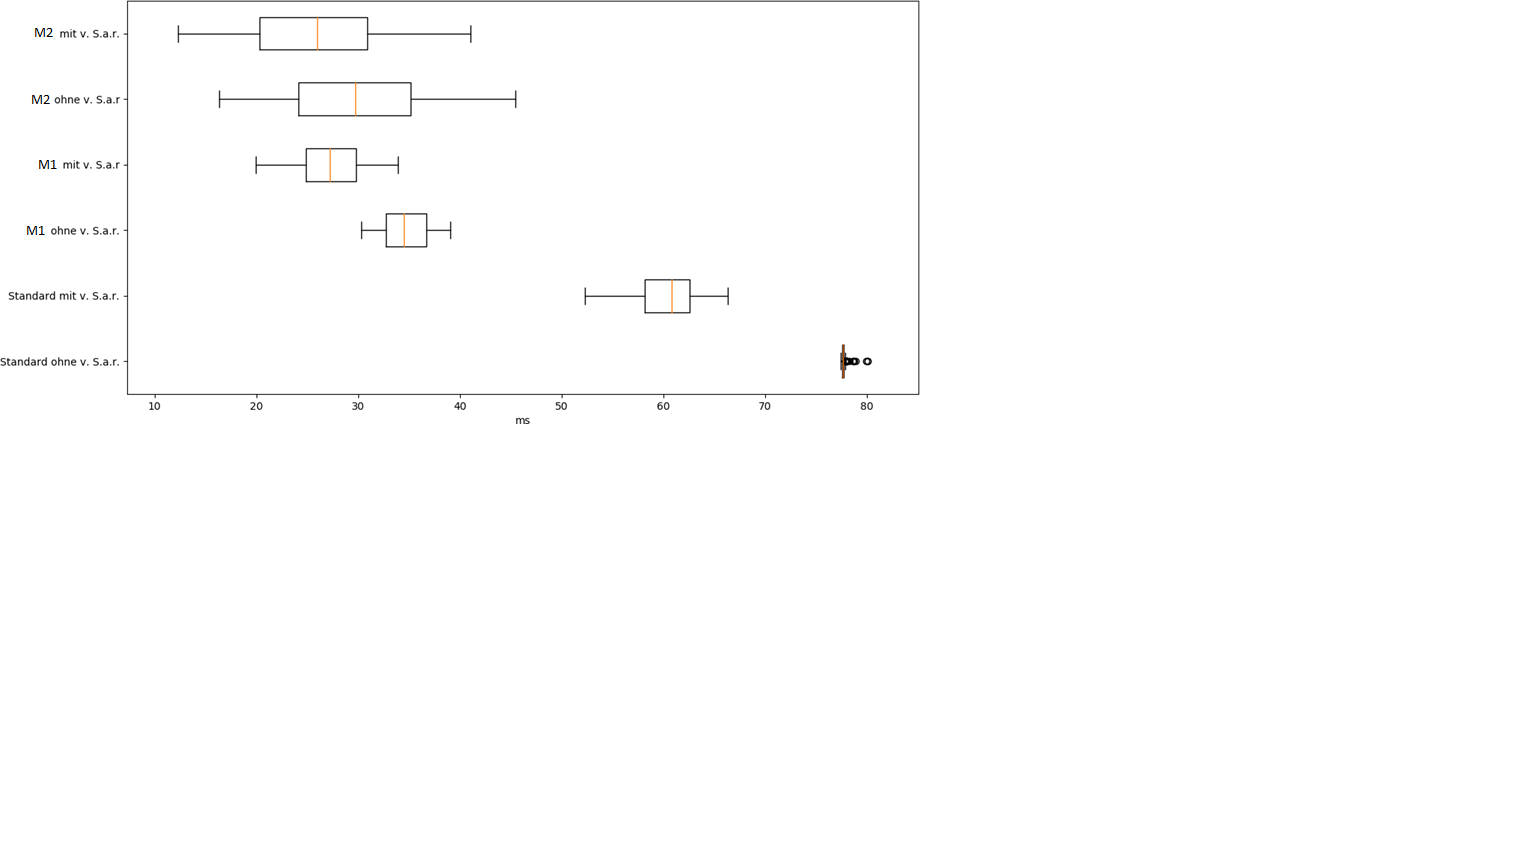 M2 mit v. S.a.r.
M2 ohne v. S.a.r
M1 mit v. S.a.r
M1 ohne v. S.a.r.
Standard mit v. S.a.r.
Standard ohne v. S.a.r.
10 20 30 40 50 60 70 80
ms